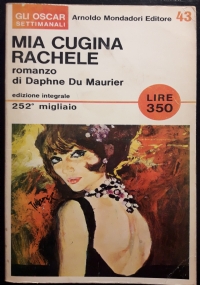 GLI OSCAR
SETTIMANALI
Arnoldo Mondadori Editore 43
MIA CUGINA
RACHELE
romanzo
di Daphne Du Maurier
edizione integrale
252° migliaio
LIRE
350